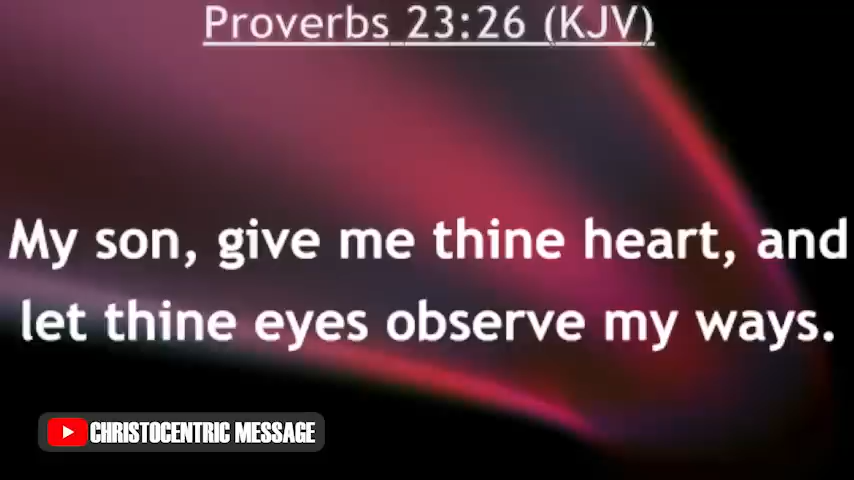 Proverbs 23:26 (KJV)
My son, give me thine heart, and
let thine eyes observe my ways.
CHRISTOCENTRIC MESSAGE